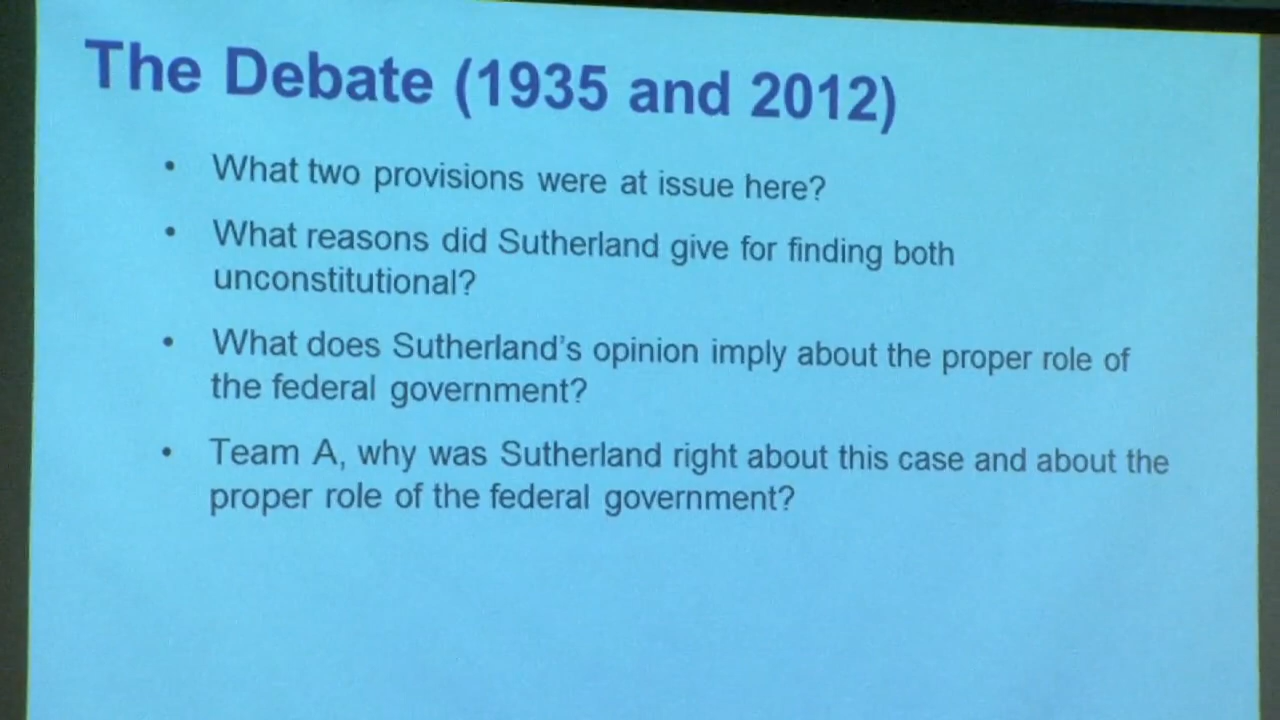 The Debate (1935 and 2012)
• What two provisions were at issue here?
• What reasons did Sutherland give for finding both
unconstitutional?
• What does Sutherland's opinion imply about the proper role of
the federal government?
• Team A, why was Sutherland right about this case and about the
proper role of the federal government?